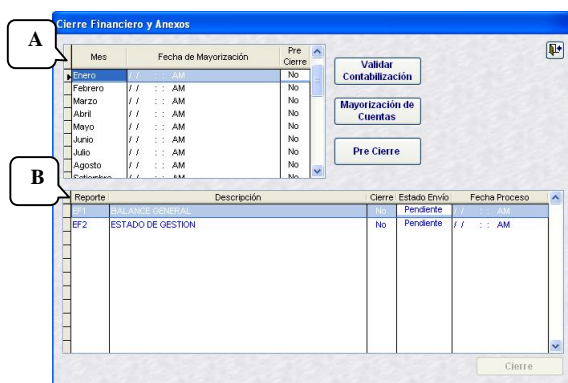 Cierre Financiero y Anexos
A
Mes Fecha de Mayorización Pre Cierre
Enero / / : : AM No
Febrero / / : : AM No
Marzo / / : : AM No
Abril / / : : AM No
Mayo / / : : AM No
Junio / / : : AM No
Julio / / : : AM No
Agosto / / : : AM No
Setiembre / / : : AM No
Validar
Contabilización
Mayorización de
Cuentas
Pre Cierre
B
Reporte Descripción Cierre Estado Envío Fecha Proceso
EF1 BALANCE GENERAL No Pendiente / / : : AM
EF2 ESTADO DE GESTION No Pendiente / / : : AM
Cierre